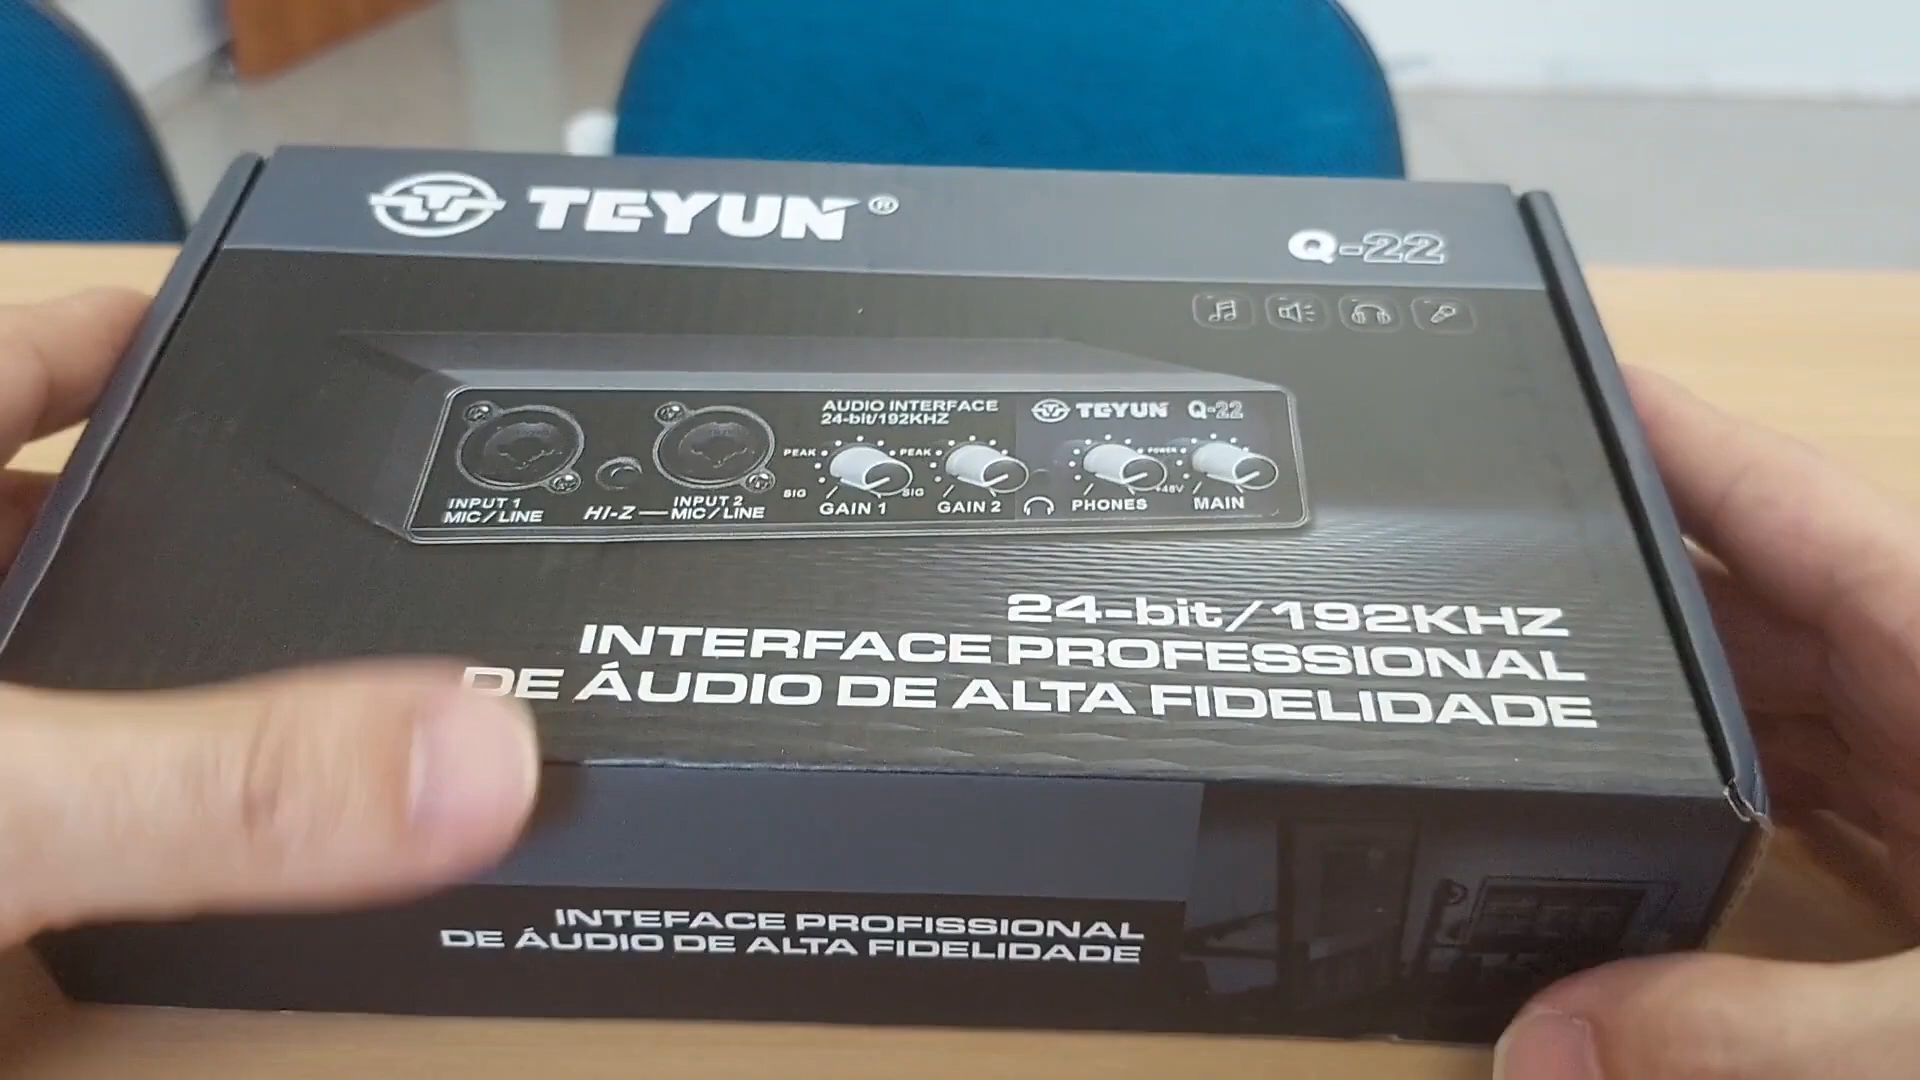 TEYUN®
Q-22
AUDIO INTERFACE
24-bit/192KHZ
TEYUN Q-22
PEAK PEAK POWER
SIG SIG +48V
INPUT 1
MIC/LINE
HI-Z
INPUT 2
MIC/LINE
GAIN 1
GAIN 2
PHONES
MAIN
24-bit/192KHZ
INTERFACE PROFESSIONAL
DE ÁUDIO DE ALTA FIDELIDADE
INTEFACE PROFISSIONAL
DE ÁUDIO DE ALTA FIDELIDADE